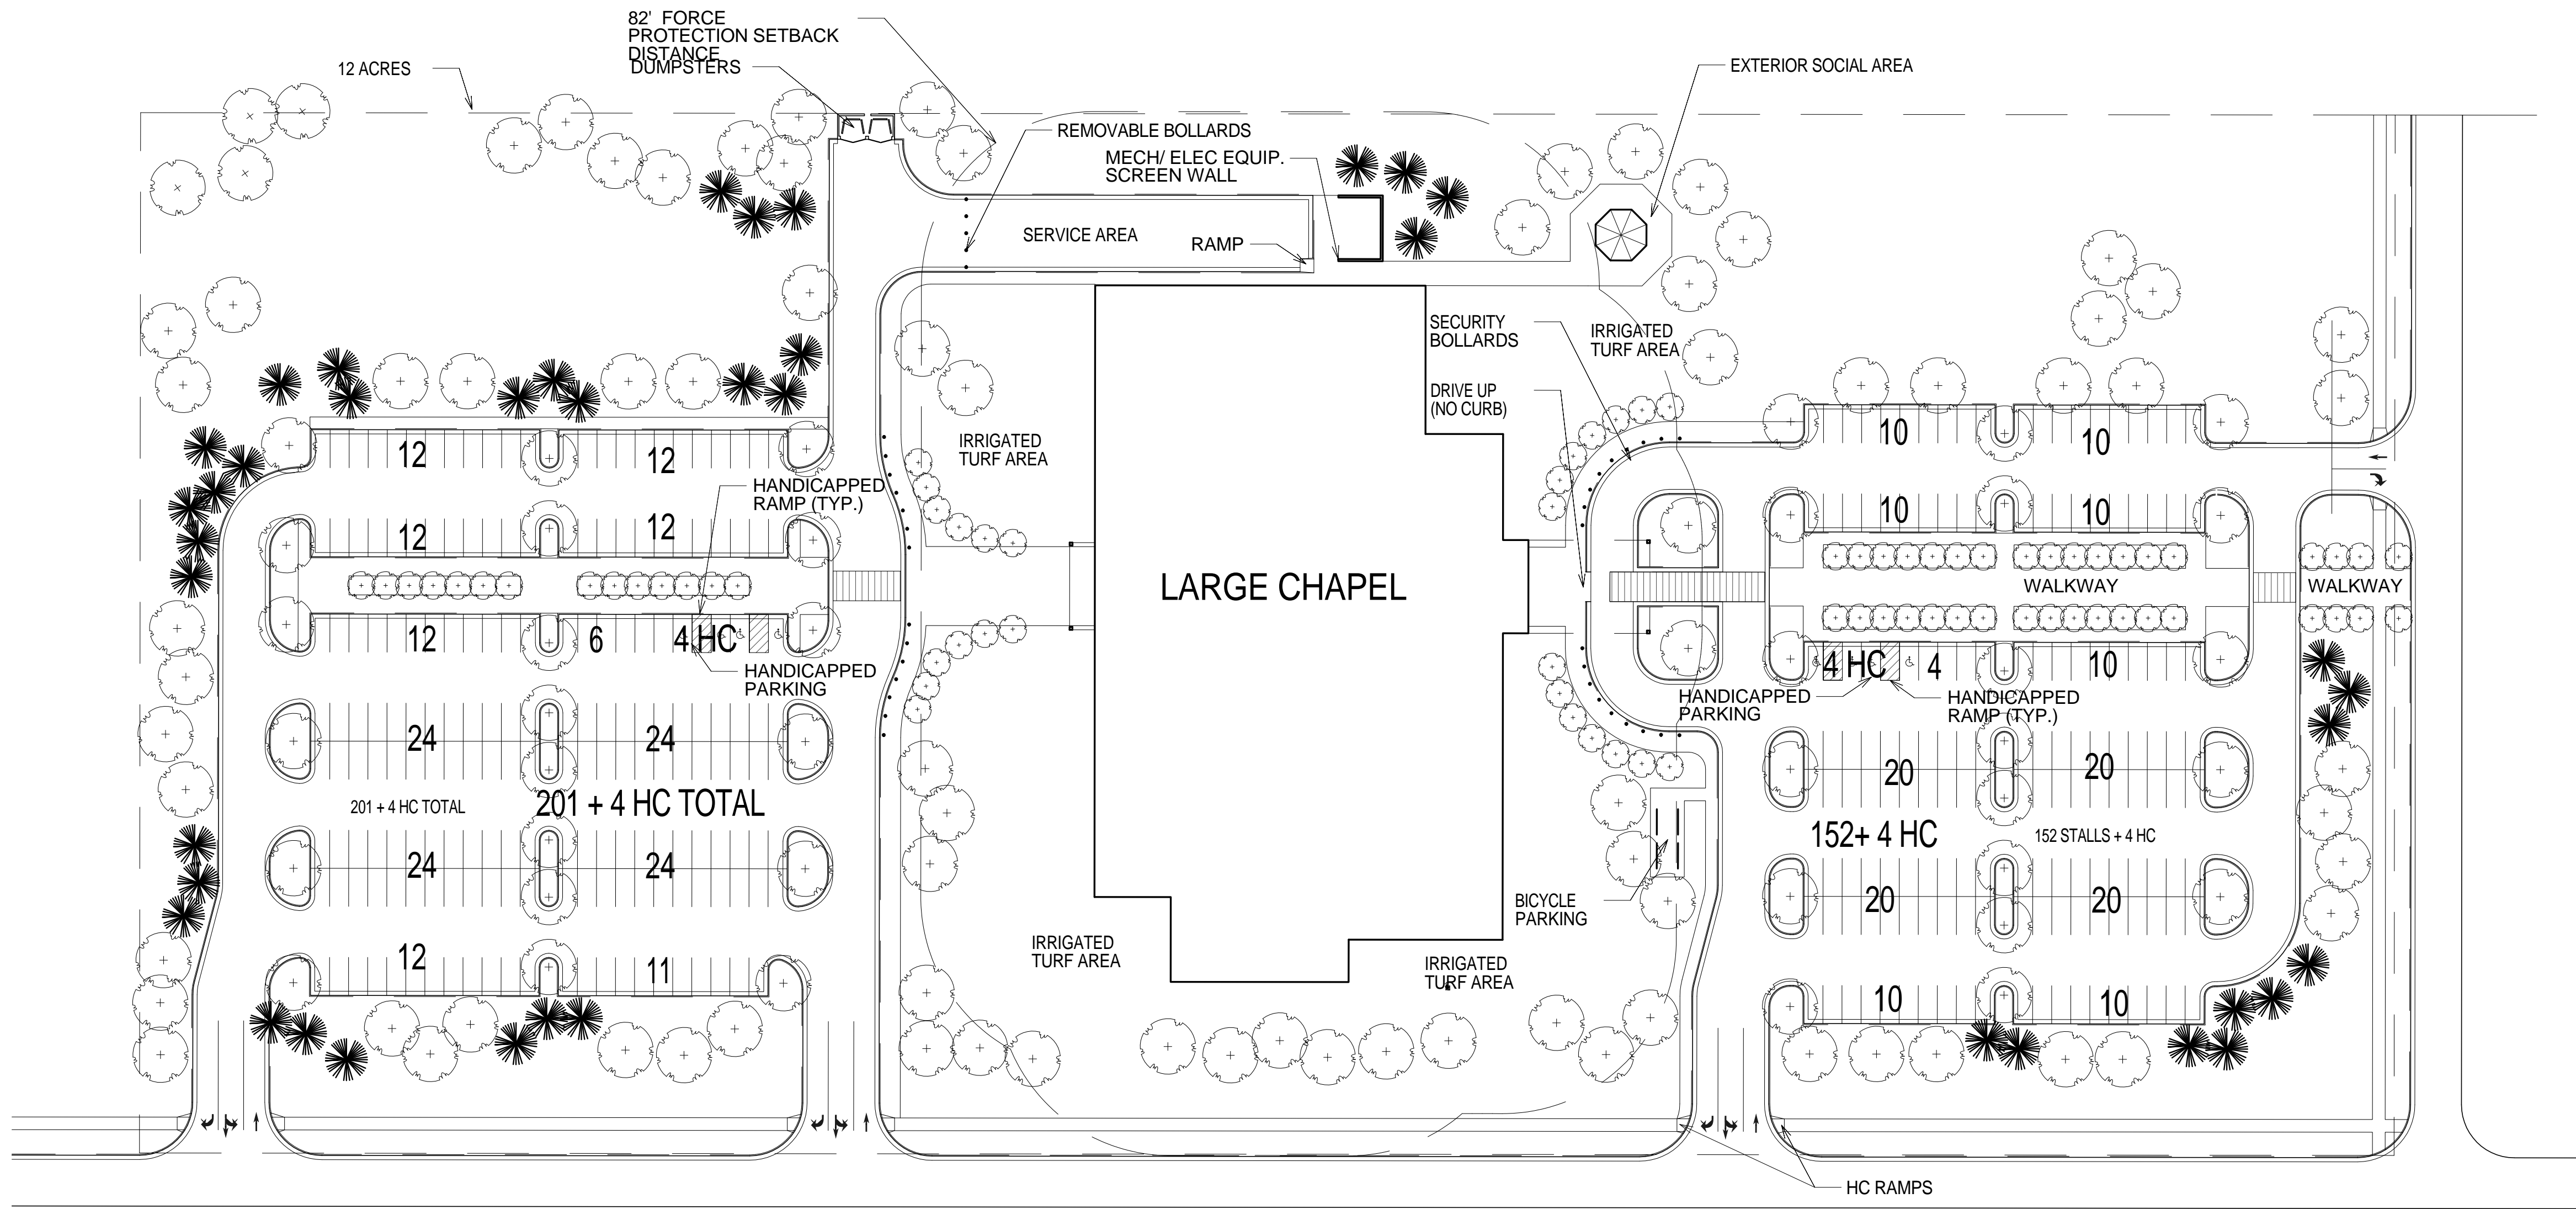 82' FORCE
PROTECTION SETBACK
DISTANCE
DUMPSTERS
12 ACRES
EXTERIOR SOCIAL AREA
REMOVABLE BOLLARDS
MECH/ ELEC EQUIP.
SCREEN WALL
SERVICE AREA
RAMP
SECURITY
BOLLARDS
IRRIGATED
TURF AREA
DRIVE UP
(NO CURB)
IRRIGATED
TURF AREA
12
12
10
10
HANDICAPPED
RAMP (TYP.)
12
12
10
10
LARGE CHAPEL
WALKWAY
WALKWAY
12
6
4 HC
4 HC
4
10
HANDICAPPED
PARKING
HANDICAPPED
PARKING
HANDICAPPED
RAMP (TYP.)
24
24
20
20
201 + 4 HC TOTAL
201 + 4 HC TOTAL
152+ 4 HC
152 STALLS + 4 HC
24
24
20
20
BICYCLE
PARKING
IRRIGATED
TURF AREA
IRRIGATED
TURF AREA
12
11
10
10
HC RAMPS